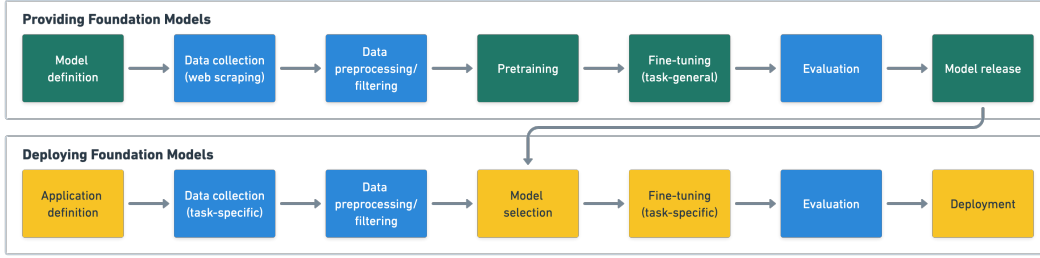 Providing Foundation Models
Model
definition
Data collection
(web scraping)
Data
preprocessing/
filtering
Pretraining
Fine-tuning
(task-general)
Evaluation
Model release
Deploying Foundation Models
Application
definition
Data collection
(task-specific)
Data
preprocessing/
filtering
Model
selection
Fine-tuning
(task-specific)
Evaluation
Deployment